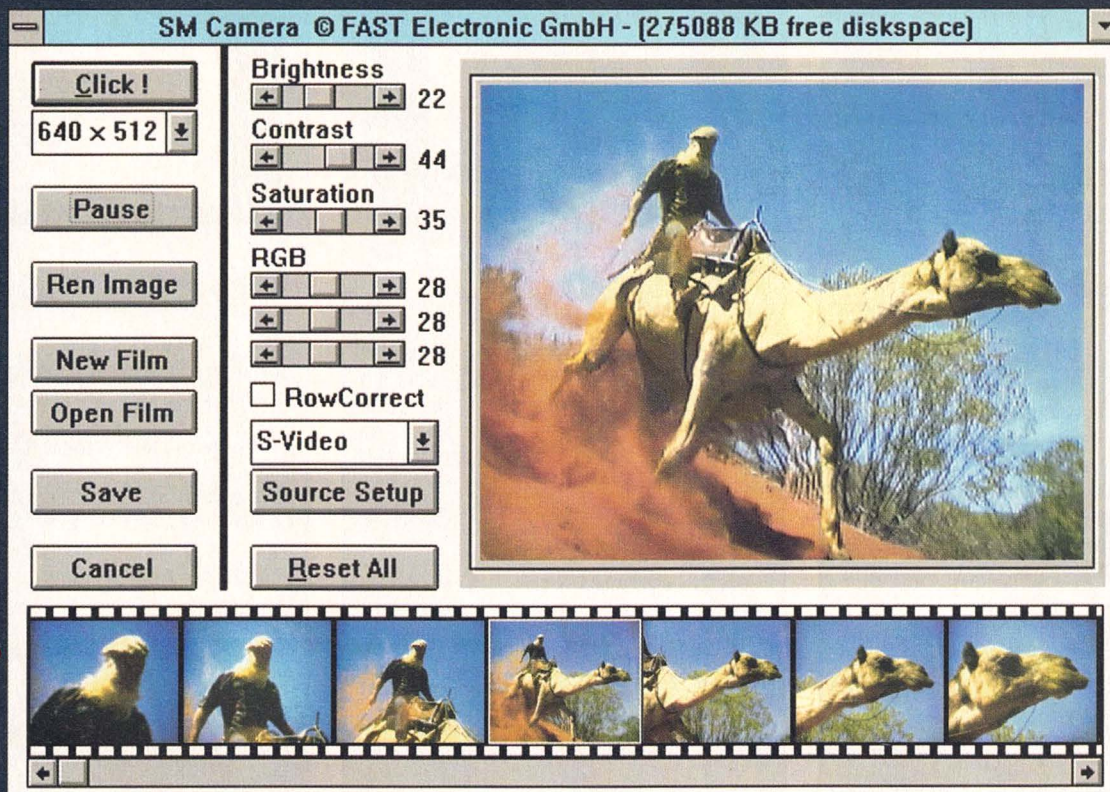 SM Camera © FAST Electronic GmbH - (275088 KB free diskspace)
Click !
640 × 512
Pause
Ren Image
New Film
Open Film
Save
Cancel
Brightness
22
Contrast
44
Saturation
35
RGB
28
28
28
RowCorrect
S-Video
Source Setup
Reset All